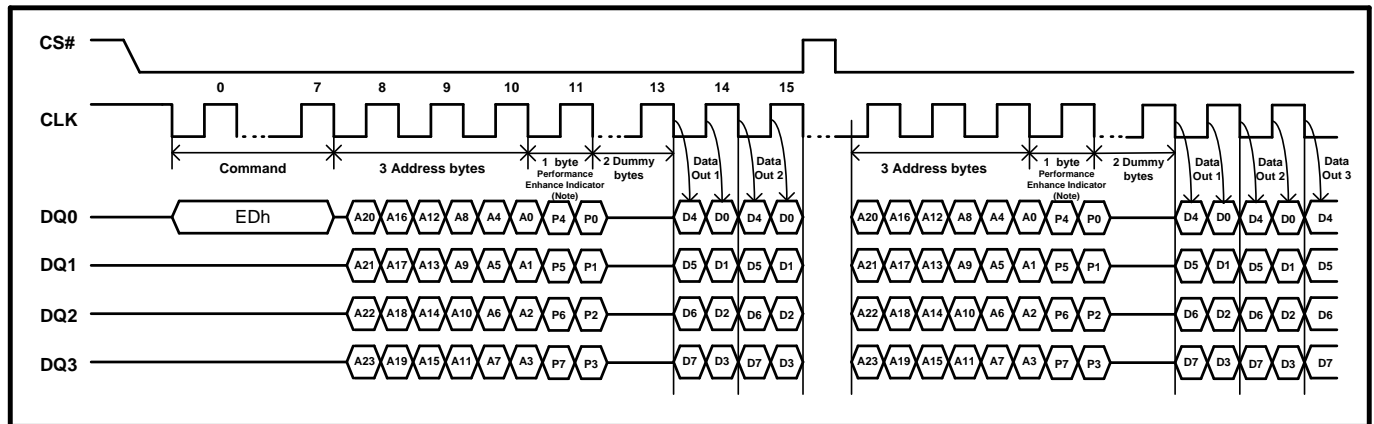 CS#
0 7 8 9 10 11 13 14 15
CLK
Command 3 Address bytes 1 byte Performance Enhance Indicator (Note) 2 Dummy bytes Data Out 1 Data Out 2 3 Address bytes 1 byte Performance Enhance Indicator (Note) 2 Dummy bytes Data Out 1 Data Out 2 Data Out 3
DQ0 EDh A20 A16 A12 A8 A4 A0 P4 P0 D4 D0 D4 D0 A20 A16 A12 A8 A4 A0 P4 P0 D4 D0 D4 D0 D4
DQ1 A21 A17 A13 A9 A5 A1 P5 P1 D5 D1 D5 D1 A21 A17 A13 A9 A5 A1 P5 P1 D5 D1 D5 D1 D5
DQ2 A22 A18 A14 A10 A6 A2 P6 P2 D6 D2 D6 D2 A22 A18 A14 A10 A6 A2 P6 P2 D6 D2 D6 D2 D6
DQ3 A23 A19 A15 A11 A7 A3 P7 P3 D7 D3 D7 D3 A23 A19 A15 A11 A7 A3 P7 P3 D7 D3 D7 D3 D7